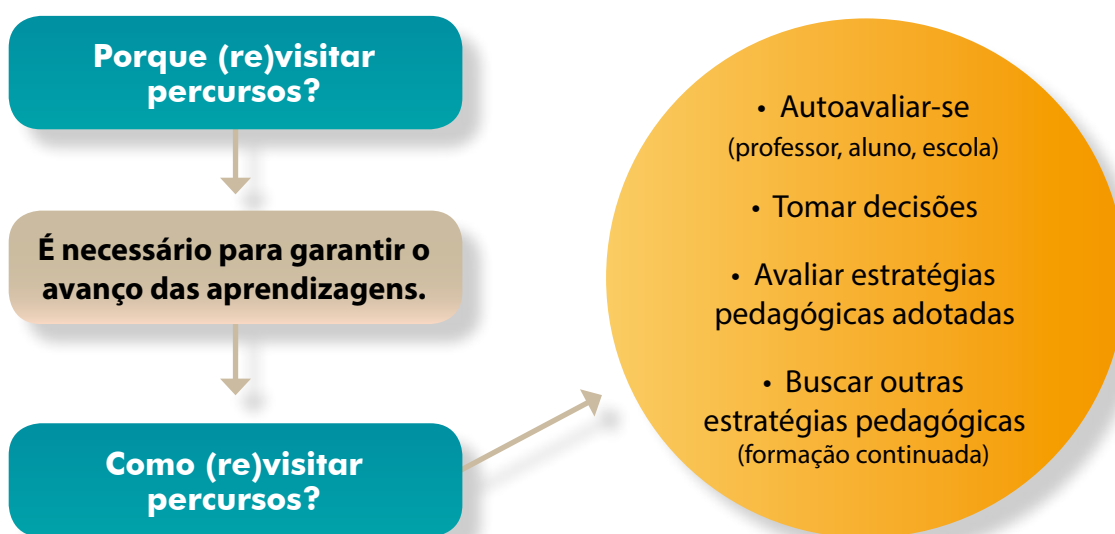 Porque (re)visitar
percursos?
É necessário para garantir o
avanço das aprendizagens.
Como (re)visitar
percursos?
• Autoavaliar-se
(professor, aluno, escola)
• Tomar decisões
• Avaliar estratégias
pedagógicas adotadas
• Buscar outras
estratégias pedagógicas
(formação continuada)